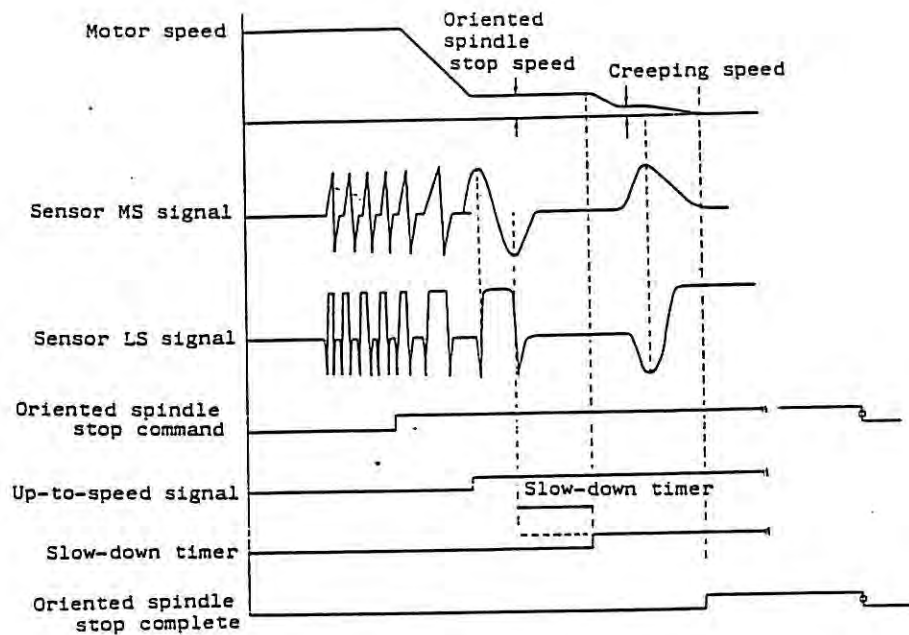 Oriented
spindle
stop speed
Motor speed
Creeping speed
Sensor MS signal
Sensor LS signal
Oriented spindle
stop command
Up-to-speed signal
Slow-down timer
Slow-down timer
Oriented spindle
stop complete